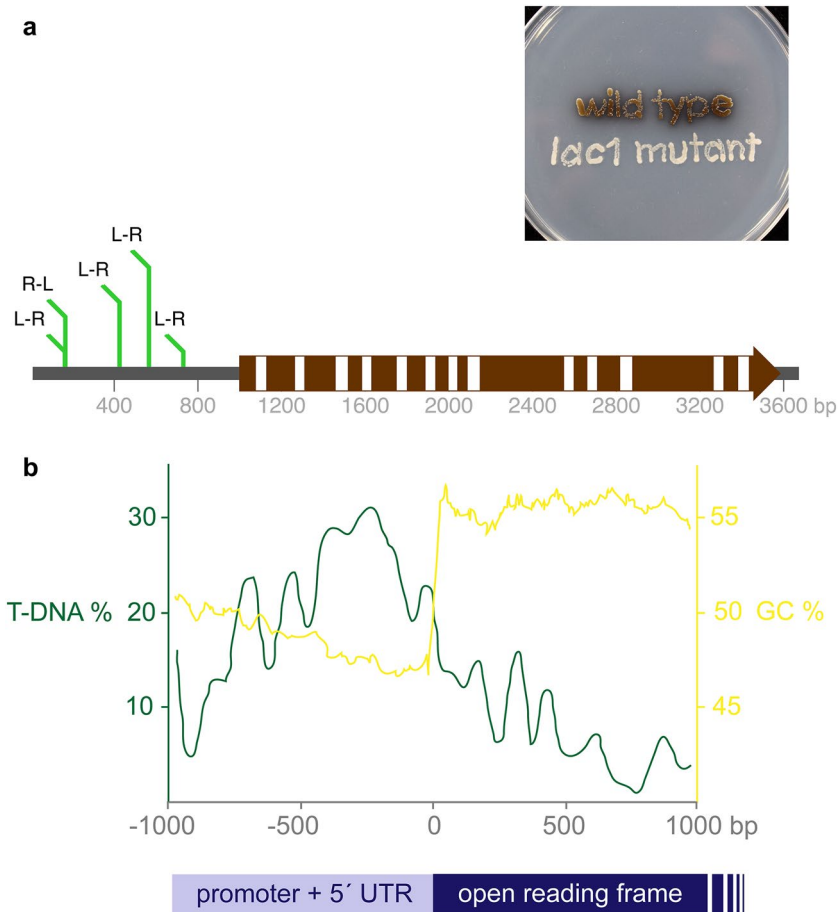 a
wild type
lac1 mutant
L-R
L-R
R-L
L-R
L-R
400 800 1200 1600 2000 2400 2800 3200 3600 bp
b
30 55
T-DNA % 20 50 GC %
10 45
-1000 -500 0 500 1000 bp
promoter + 5´ UTR open reading frame